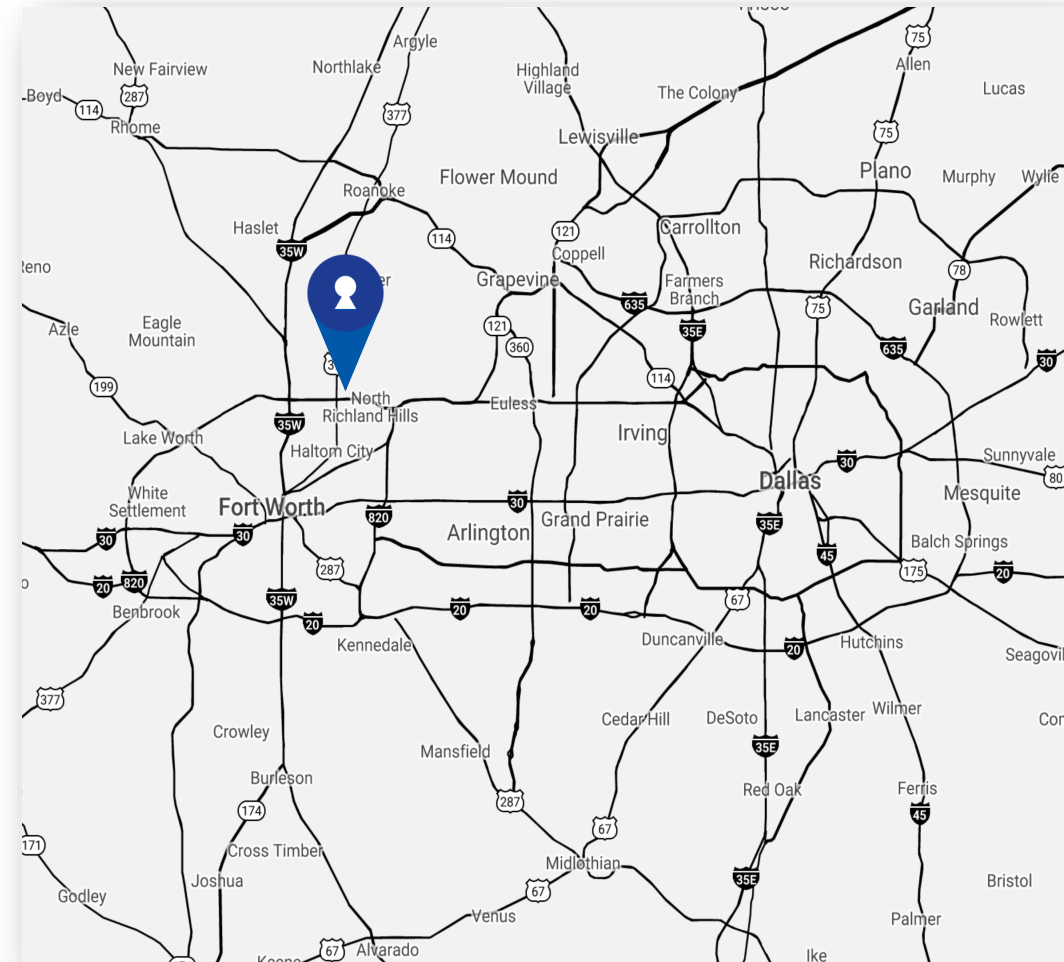 Argyle
75
New Fairview
Northlake
Highland
Village
Allen
Boyd
287
114
377
The Colony
Lucas
Rhome
Lewisville
75
Roanoke
Flower Mound
Plano
Murphy
Wylie
Haslet
35W
114
121
Carrollton
Coppell
Richardson
78
Grapevine
Farmers
Branch
635
75
Garland
Rowlett
Azle
Eagle
Mountain
121
360
35E
635
30
199
114
North
Richland Hills
Euless
35W
Lake Worth
Haltom City
Irving
30
Sunnyvale
80
White
Settlement
Fort Worth
820
30
Dallas
Mesquite
Arlington
Grand Prairie
35E
30
30
45
Balch Springs
20
820
287
175
20
Benbrook
35W
20
20
20
67
Kennedale
Duncanville
20
Hutchins
377
Crowley
Cedar Hill
DeSoto
Lancaster
Wilmer
Mansfield
35E
Burleson
Red Oak
Ferris
174
287
45
171
Cross Timber
67
Midlothian
Joshua
35E
Godley
67
Bristol
Venus
Palmer
67
Alvarado
Ike